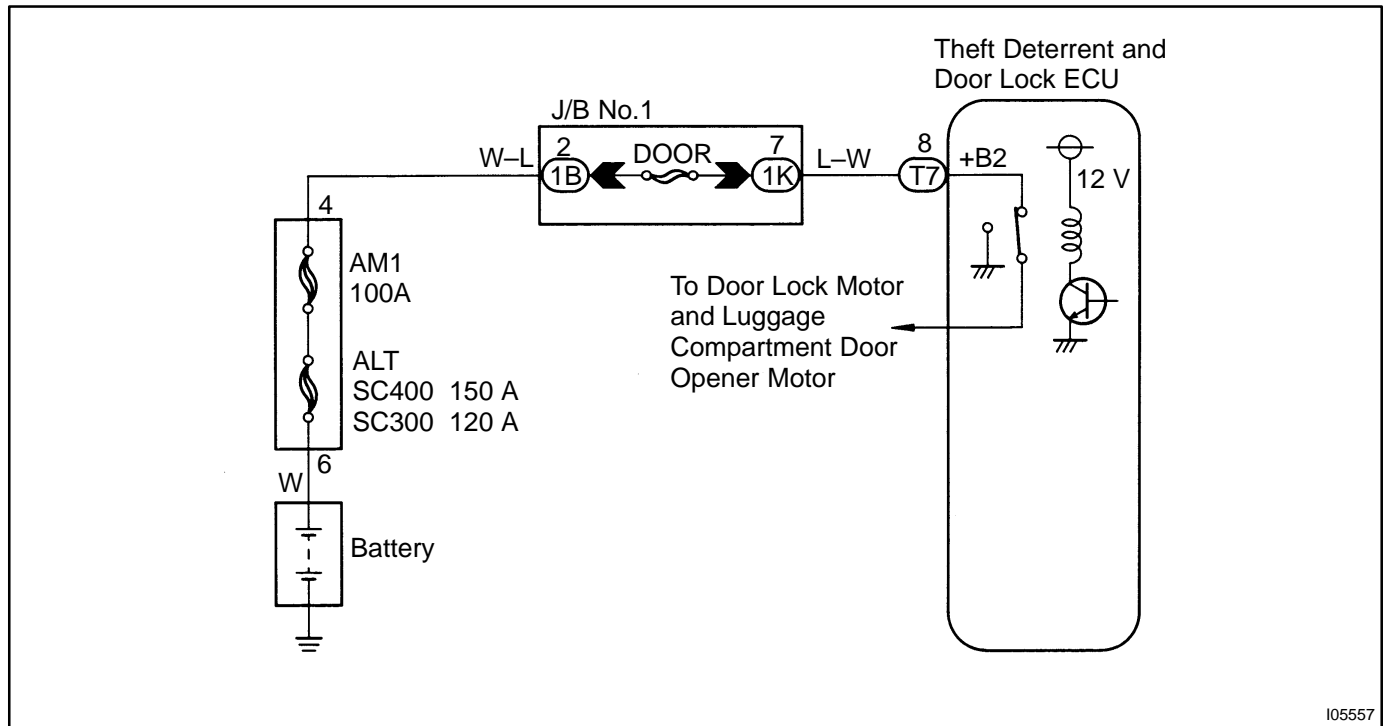 Theft Deterrent and
Door Lock ECU
J/B No.1
W–L
2
1B
DOOR
7
1K
L–W
8
T7
+B2
12 V
4
AM1
100A
ALT
SC400 150 A
SC300 120 A
6
W
Battery
To Door Lock Motor
and Luggage
Compartment Door
Opener Motor
I05557